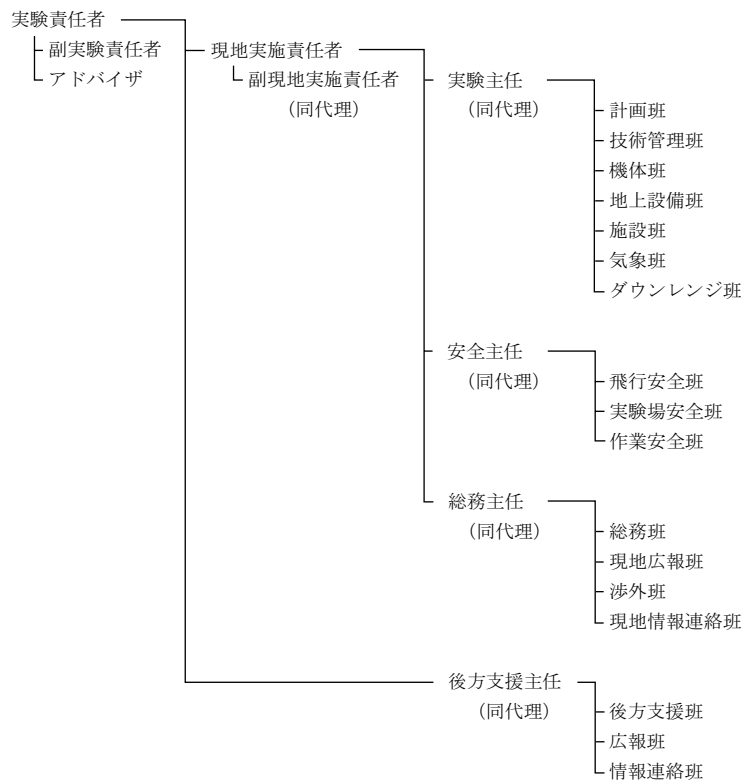 実験責任者
副実験責任者
アドバイザ
現地実施責任者
副現地実施責任者
（同代理）
実験主任
（同代理）
計画班
技術管理班
機体班
地上設備班
施設班
気象班
ダウンレンジ班
安全主任
（同代理）
飛行安全班
実験場安全班
作業安全班
総務主任
（同代理）
総務班
現地広報班
渉外班
現地情報連絡班
後方支援主任
（同代理）
後方支援班
広報班
情報連絡班